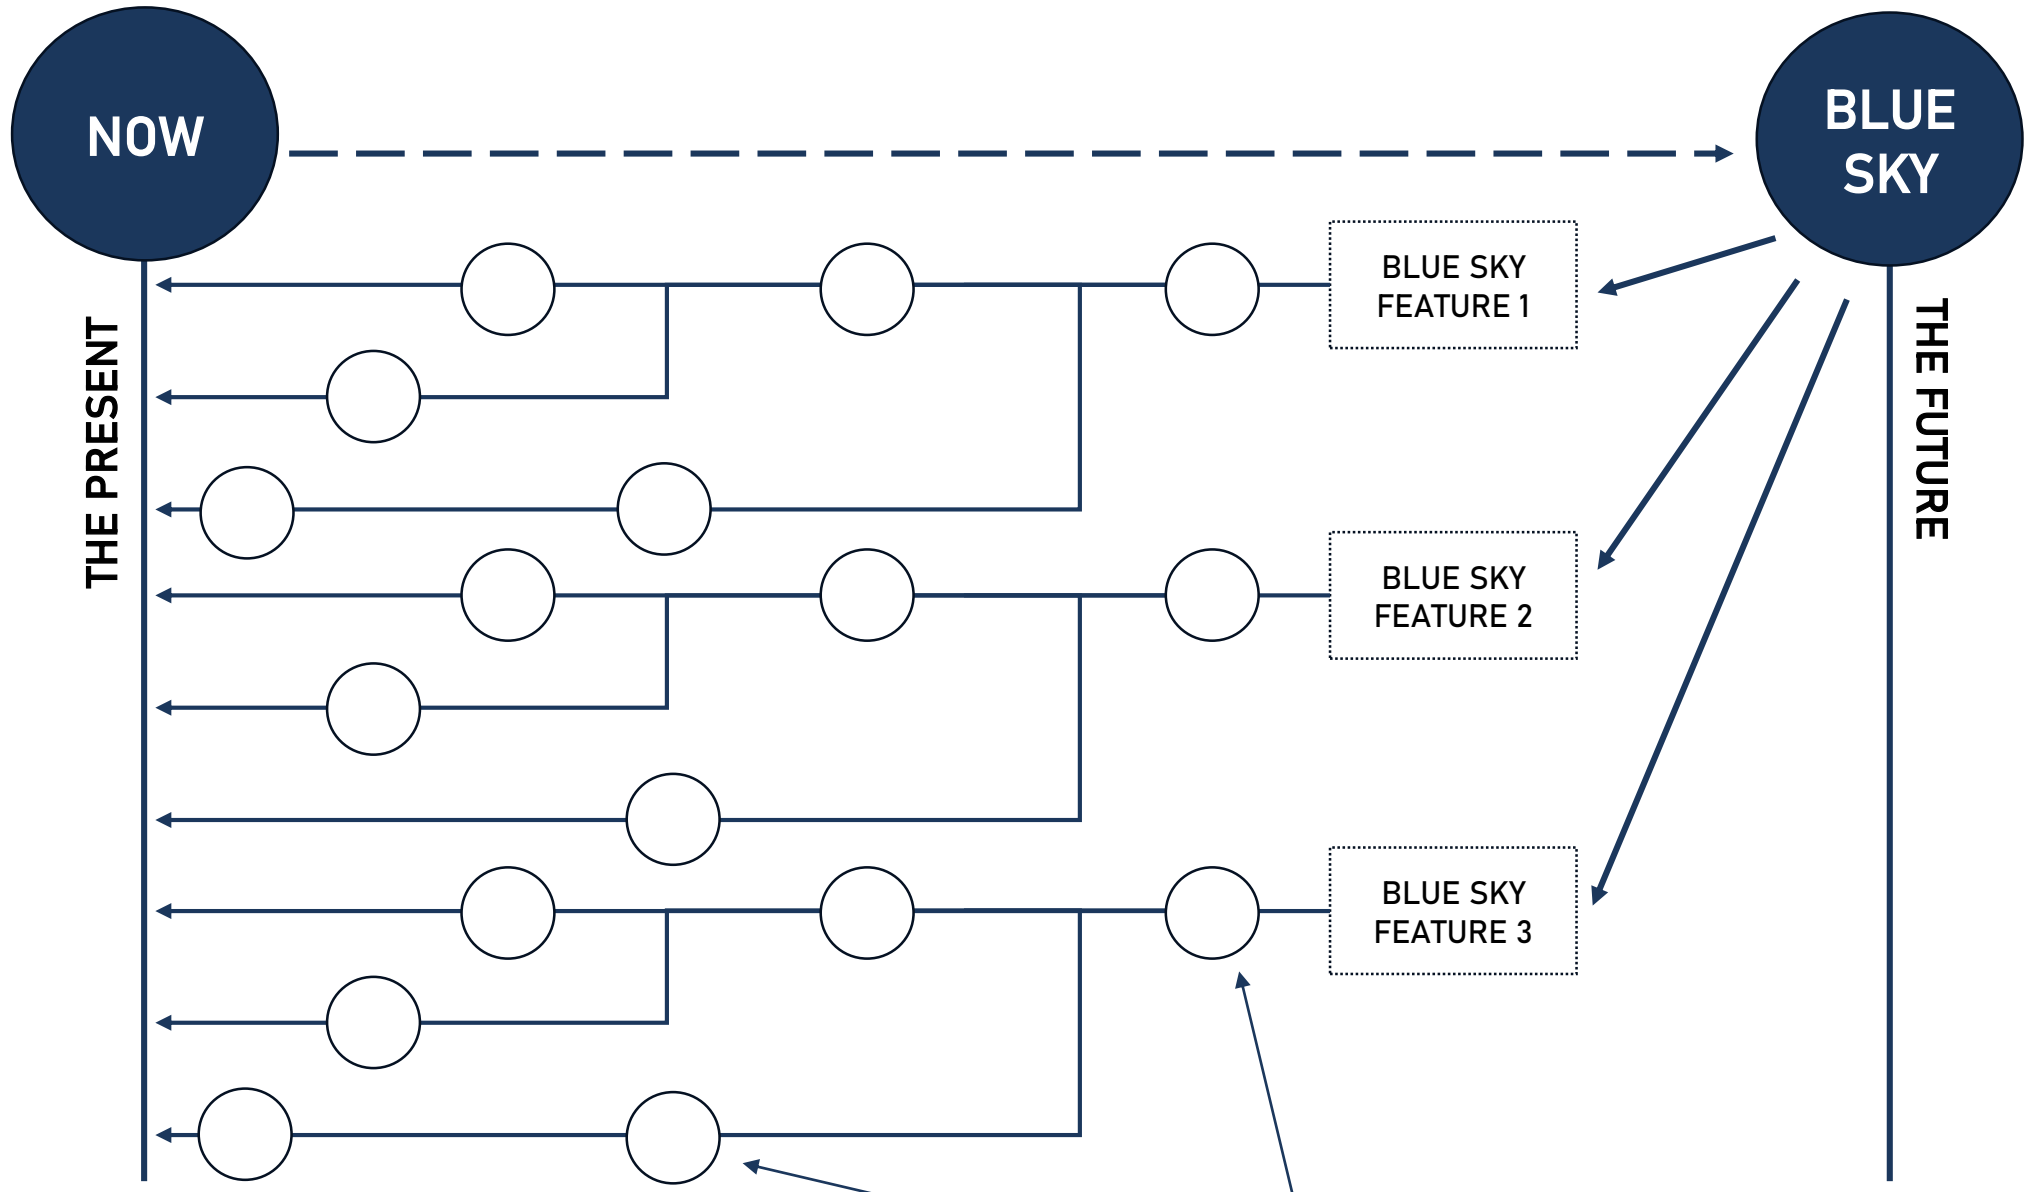 NOW
BLUE
SKY
BLUE SKY
FEATURE 1
THE PRESENT
THE FUTURE
BLUE SKY
FEATURE 2
BLUE SKY
FEATURE 3